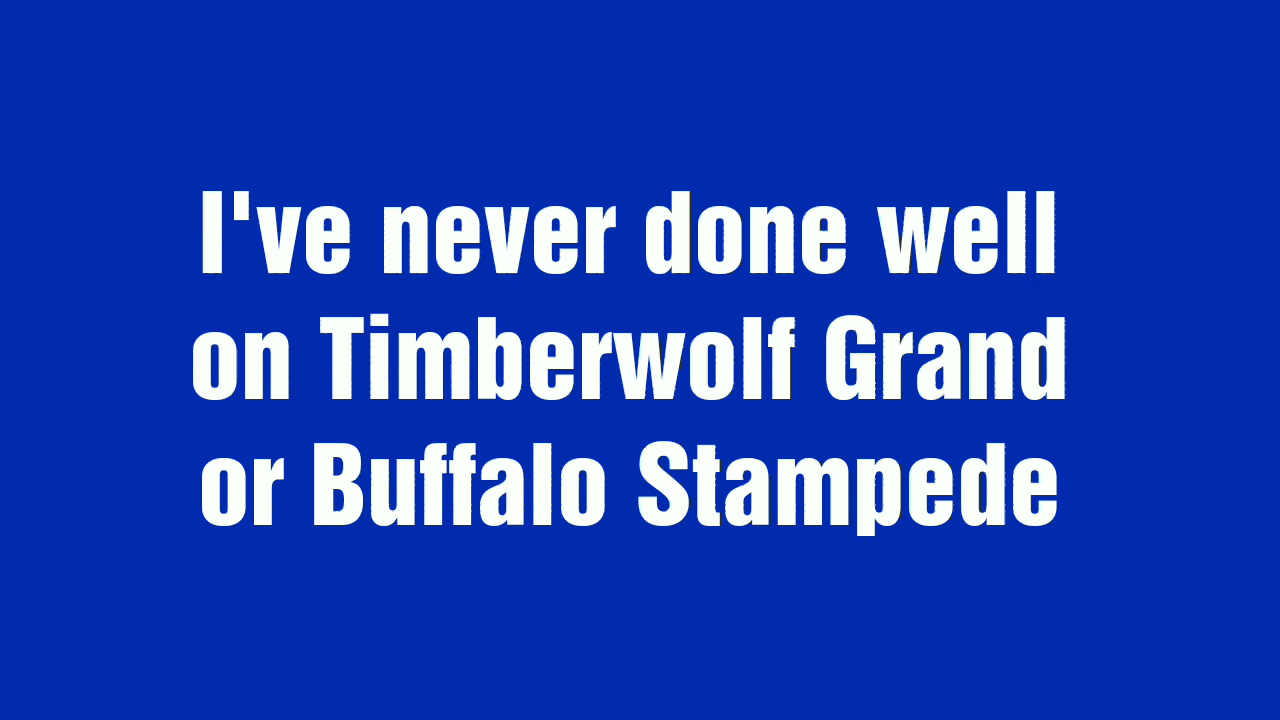 I've never done well
on Timberwolf Grand
or Buffalo Stampede